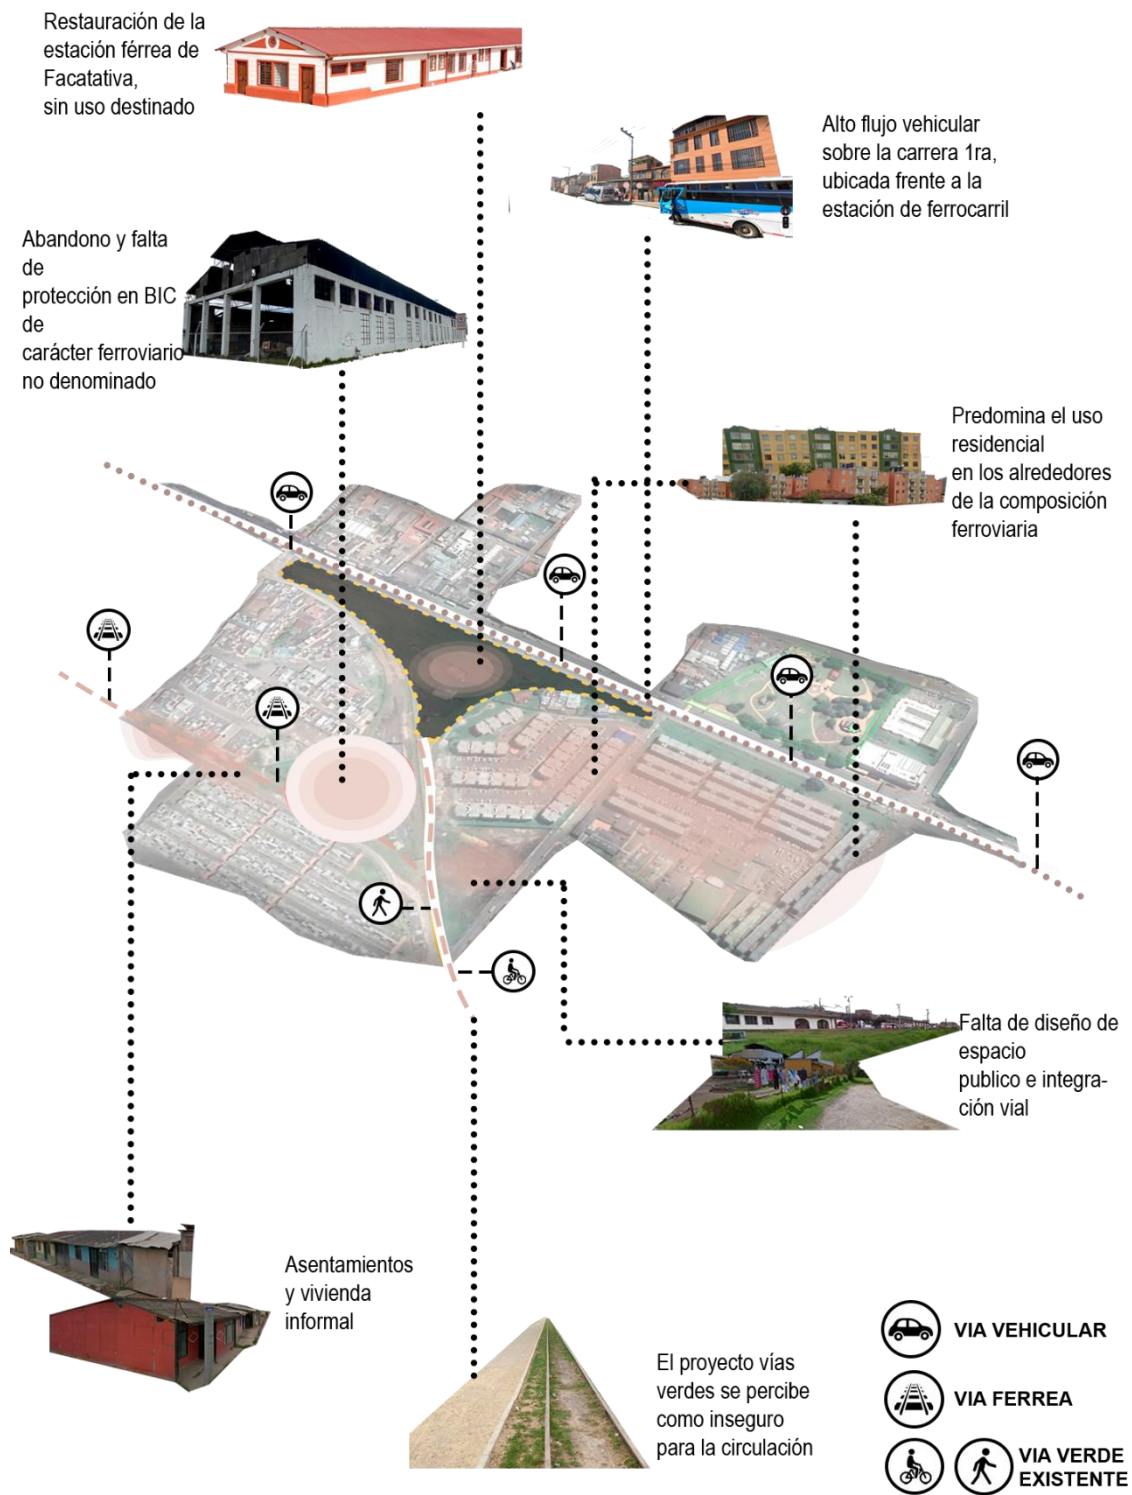 Restauración de la
estación férrea de
Facatativa,
sin uso destinado
Alto flujo vehicular
sobre la carrera 1ra,
ubicada frente a la
estación de ferrocarril
Abandono y falta
de
protección en BIC
de
carácter ferroviario
no denominado
Predomina el uso
residencial
en los alrededores
de la composición
ferroviaria
Falta de diseño de
espacio
publico e integra-
ción vial
Asentamientos
y vivienda
informal
El proyecto vías
verdes se percibe
como inseguro
para la circulación
VIA VEHICULAR
VIA FERREA
VIA VERDE
EXISTENTE